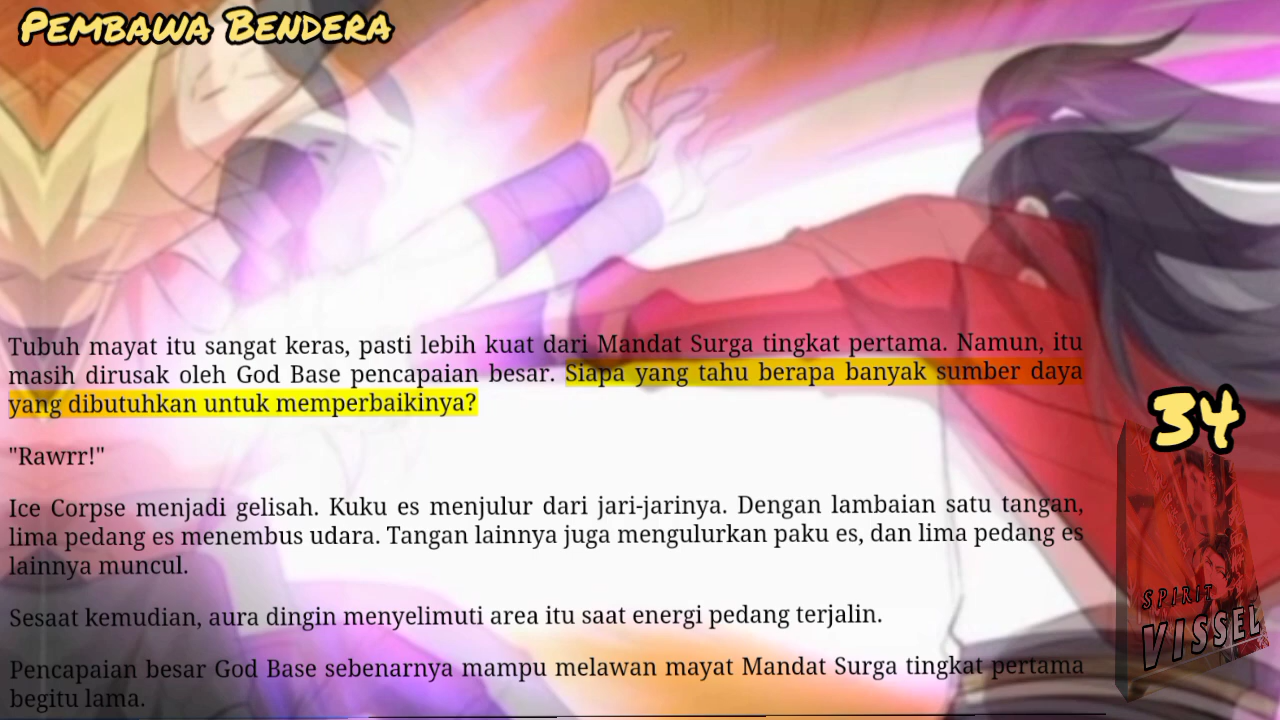 Pembawa Bendera
Tubuh mayat itu sangat keras, pasti lebih kuat dari Mandat Surga tingkat pertama. Namun, itu
masih dirusak oleh God Base pencapaian besar. Siapa yang tahu berapa banyak sumber daya
yang dibutuhkan untuk memperbaikinya?
"Rawrr!"
34
Ice Corpse menjadi gelisah. Kuku es menjulur dari jari-jarinya. Dengan lambaian satu tangan,
lima pedang es menembus udara. Tangan lainnya juga mengulurkan paku es, dan lima pedang es
lainnya muncul.
Sesaat kemudian, aura dingin menyelimuti area itu saat energi pedang terjalin.
SPIRIT
VISSEL
Pencapaian besar God Base sebenarnya mampu melawan mayat Mandat Surga tingkat pertama
begitu lama.